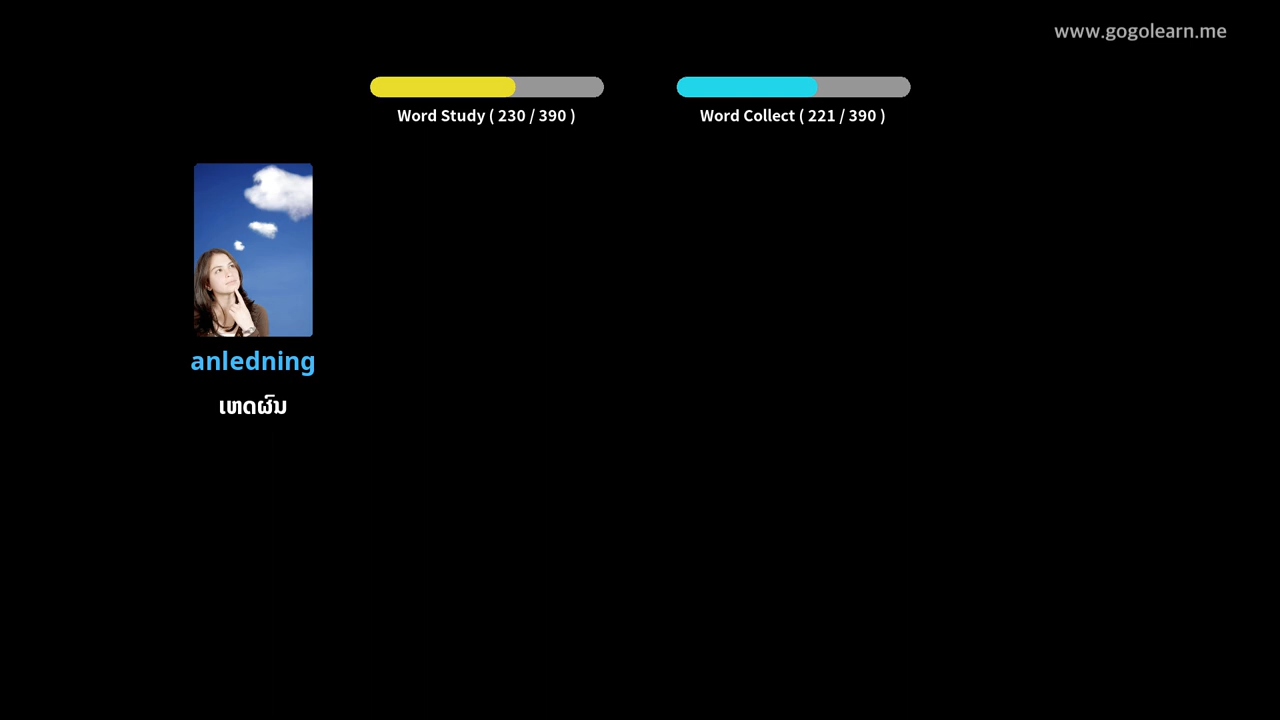 www.gogolearn.me
Word Study ( 230 / 390 )
Word Collect ( 221 / 390 )
anledning
ເຫດຜົນ